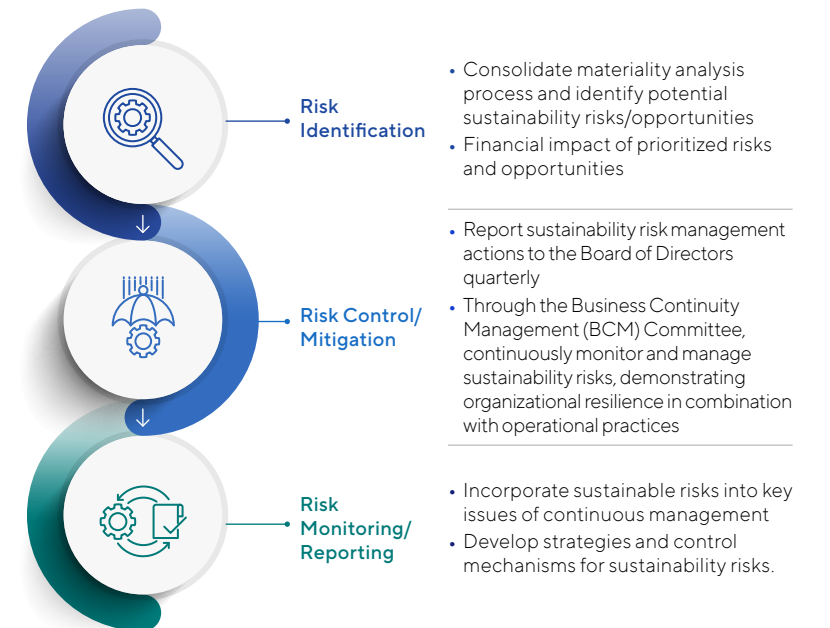 Risk
Identification
• Consolidate materiality analysis
process and identify potential
sustainability risks/opportunities
• Financial impact of prioritized risks
and opportunities
Risk Control/
Mitigation
• Report sustainability risk management
actions to the Board of Directors
quarterly
• Through the Business Continuity
Management (BCM) Committee,
continuously monitor and manage
sustainability risks, demonstrating
organizational resilience in combination
with operational practices
Risk
Monitoring/
Reporting
• Incorporate sustainable risks into key
issues of continuous management
• Develop strategies and control
mechanisms for sustainability risks.